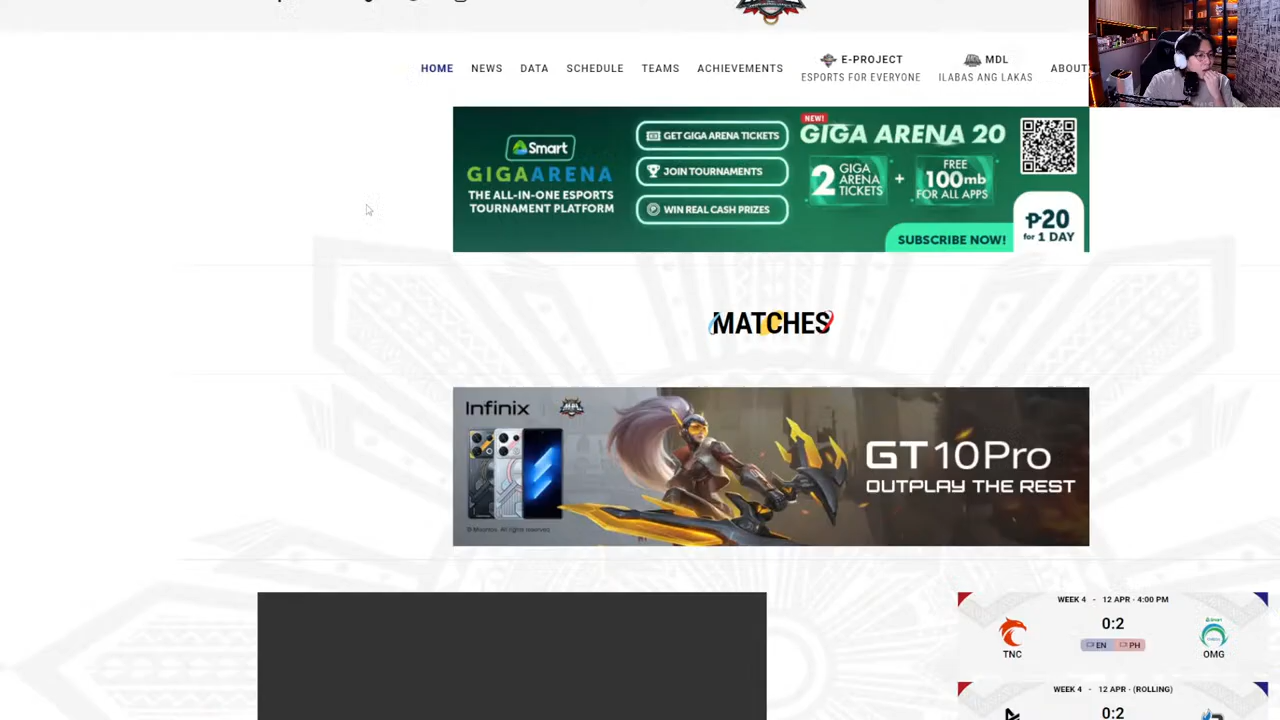 HOME NEWS DATA SCHEDULE TEAMS ACHIEVEMENTS E-PROJECT MDL ABOUT
ESPORTS FOR EVERYONE ILABAS ANG LAKAS
Smart
GIGAARENA
THE ALL-IN-ONE ESPORTS
TOURNAMENT PLATFORM
GET GIGA ARENA TICKETS
JOIN TOURNAMENTS
WIN REAL CASH PRIZES
NEW!
GIGA ARENA 20
2 GIGA ARENA TICKETS + FREE 100mb FOR ALL APPS
₱20
for 1 DAY
SUBSCRIBE NOW!
MATCHES
Infinix
GT 10 Pro
OUTPLAY THE REST
WEEK 4 - 12 APR - 4:00 PM
0:2
EN PH
TNC OMG
WEEK 4 - 12 APR - (ROLLING)
0:2